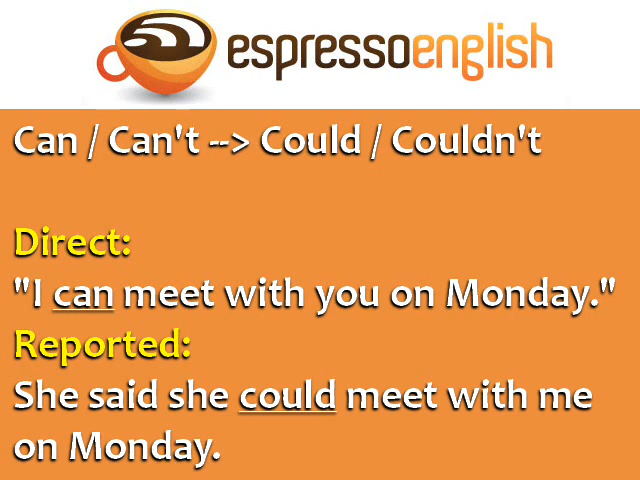 espressoenglish
Can / Can't --> Could / Couldn't
Direct:
"I can meet with you on Monday."
Reported:
She said she could meet with me
on Monday.